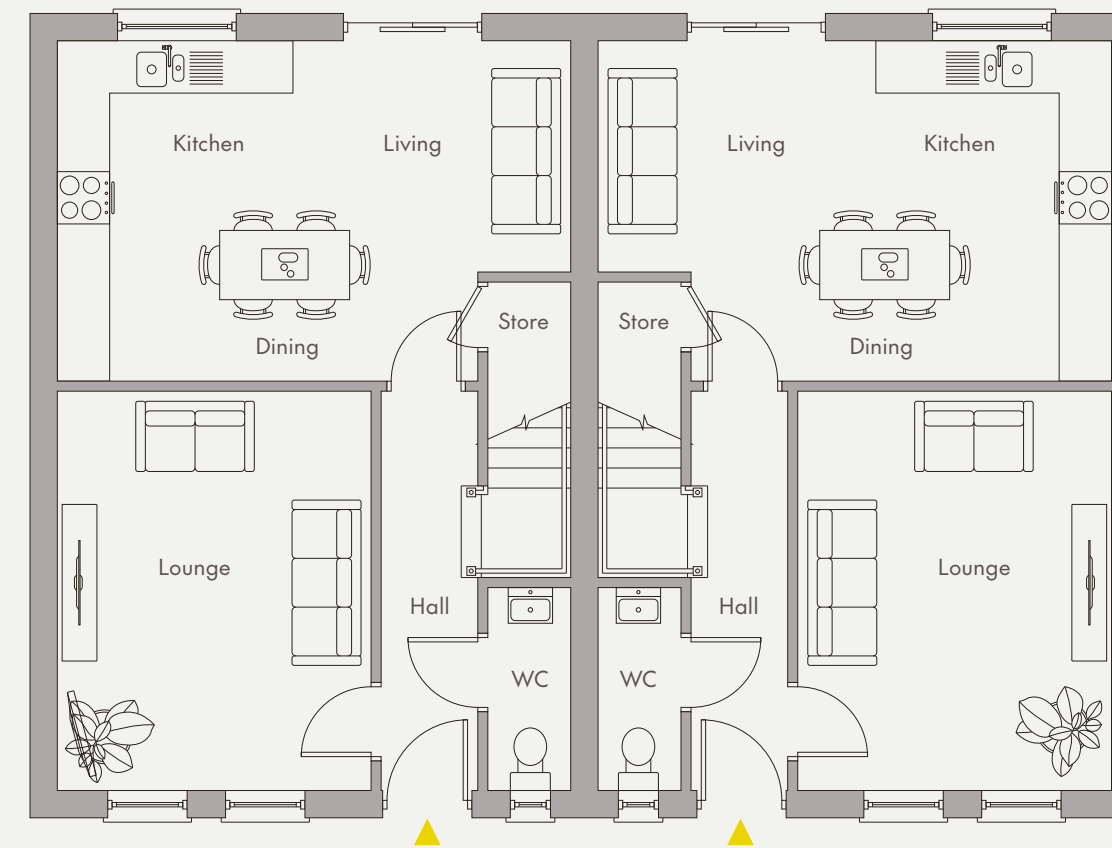 Kitchen
Living
Living
Kitchen
Store
Store
Dining
Dining
Lounge
Lounge
Hall
Hall
WC
WC